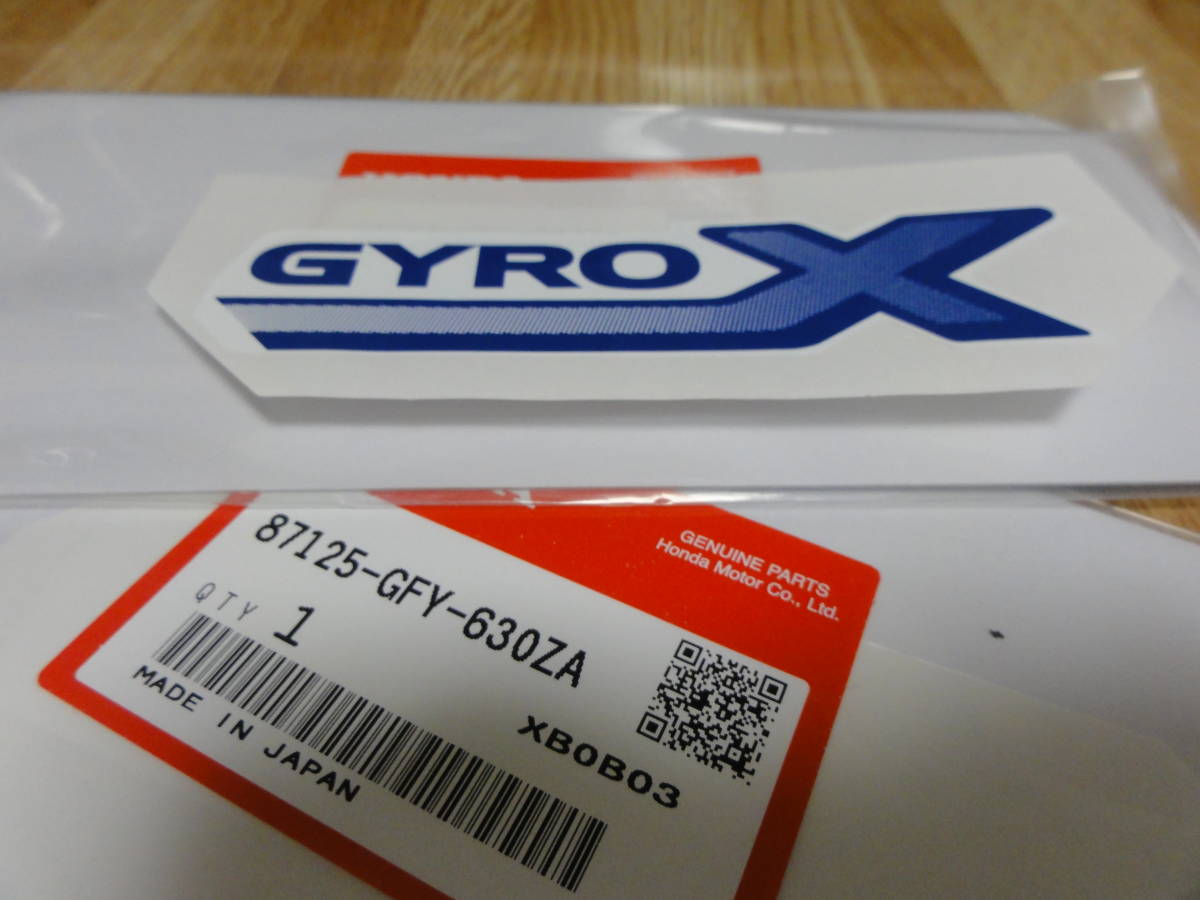 GYRO X
GENUINE PARTS
Honda Motor Co., Ltd.
87125-GFY-630ZA
QTY 1
XB0B03
MADE IN JAPAN